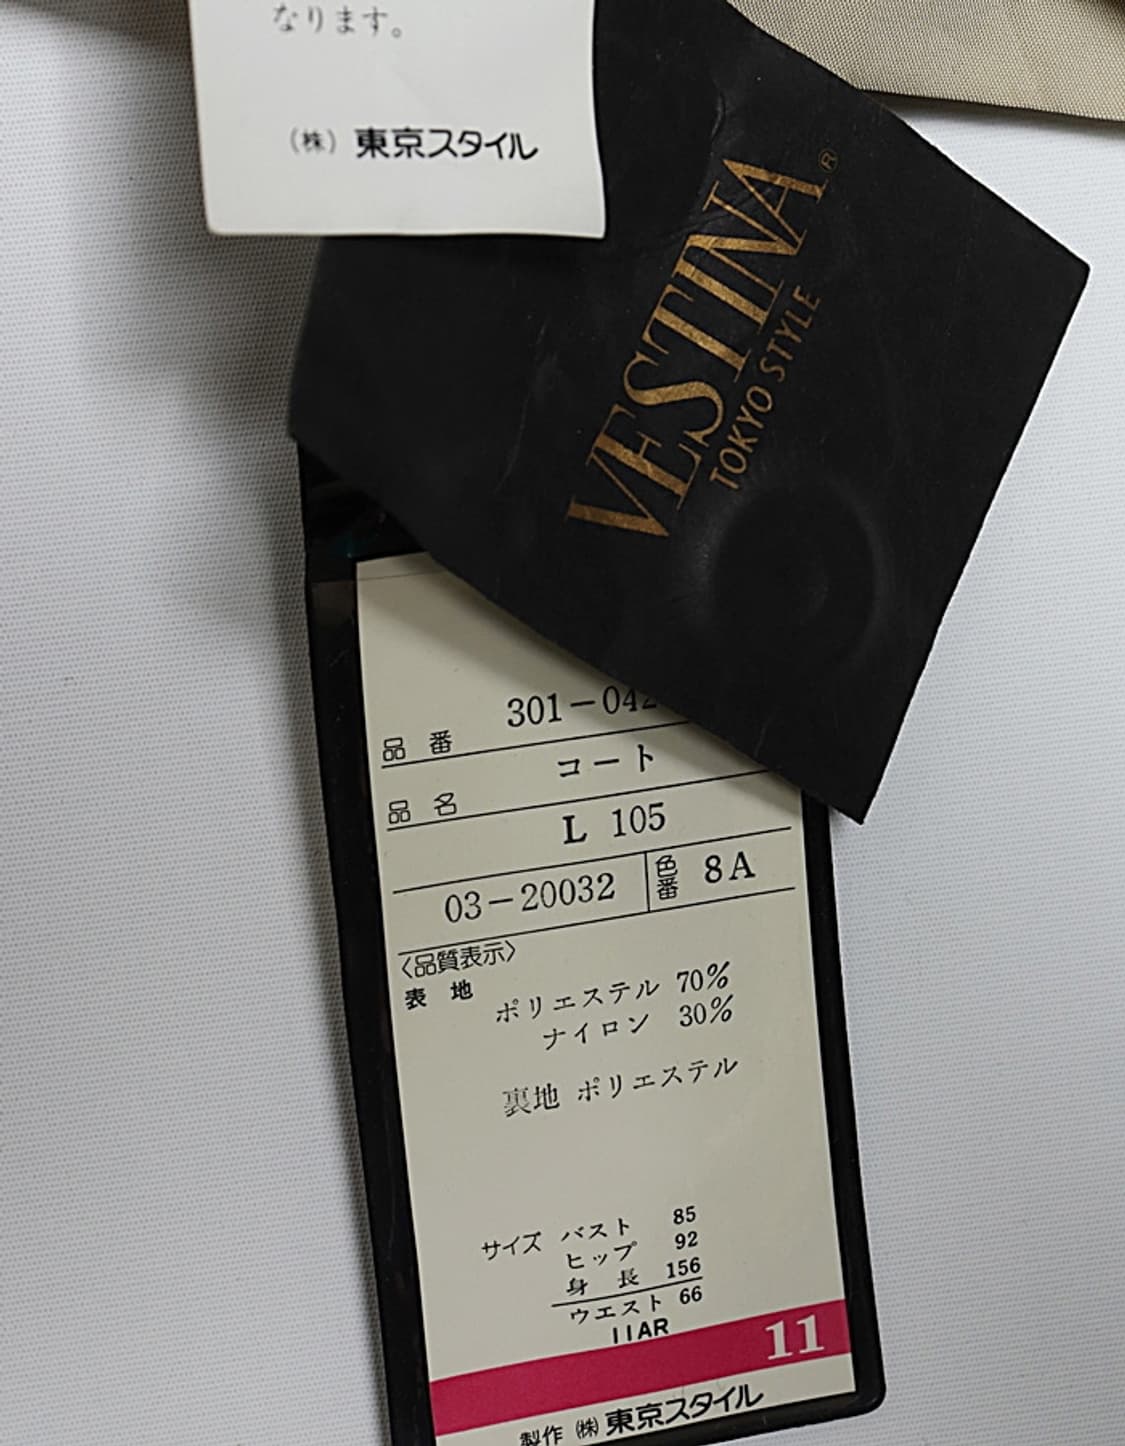 なります。
（株）東京スタイル
VESTINA®
TOKYO STYLE
品番 301-042
品名 コート
L 105
03-20032 色番 8A
〈品質表示〉
表地 ポリエステル 70%
ナイロン 30%
裏地 ポリエステル
サイズ バスト 85
ヒップ 92
身長 156
ウエスト 66
11AR
11
製作 ㈱ 東京スタイル